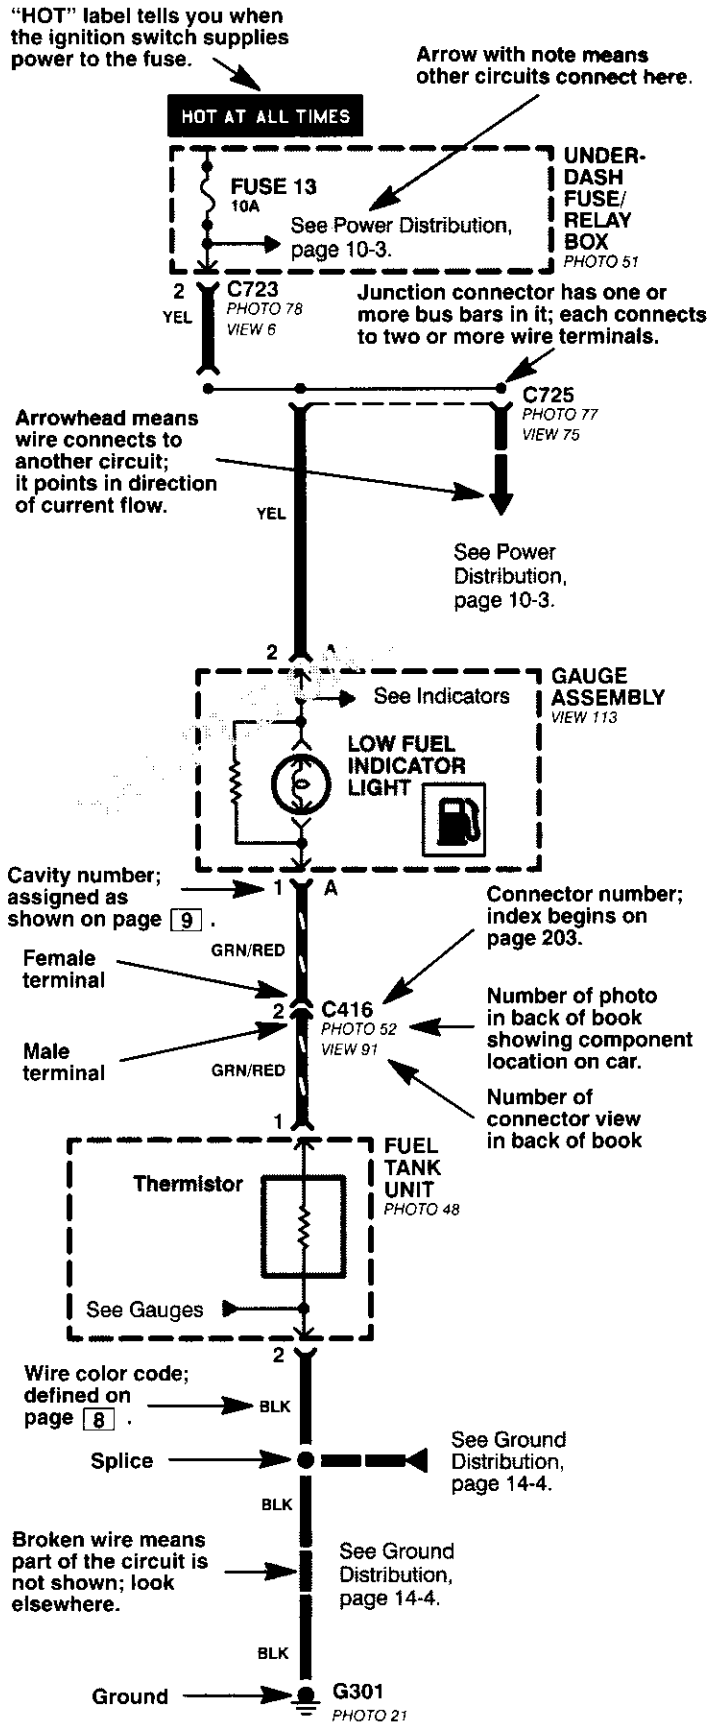 “HOT” label tells you when
the ignition switch supplies
power to the fuse.
Arrow with note means
other circuits connect here.
HOT AT ALL TIMES
FUSE 13
10A
See Power Distribution,
page 10-3.
UNDER-
DASH
FUSE/
RELAY
BOX
PHOTO 51
2
C723
PHOTO 78
VIEW 6
YEL
Junction connector has one or
more bus bars in it; each connects
to two or more wire terminals.
C725
PHOTO 77
VIEW 75
Arrowhead means
wire connects to
another circuit;
it points in direction
of current flow.
YEL
See Power
Distribution,
page 10-3.
2 A
GAUGE
ASSEMBLY
VIEW 113
See Indicators
LOW FUEL
INDICATOR
LIGHT
Cavity number;
assigned as
shown on page 9 .
1 A
GRN/RED
Connector number;
index begins on
page 203.
Female
terminal
2
C416
PHOTO 52
VIEW 91
Number of photo
in back of book
showing component
location on car.
Male
terminal
GRN/RED
Number of
connector view
in back of book
1
FUEL
TANK
UNIT
PHOTO 48
Thermistor
See Gauges
2
Wire color code;
defined on
page 8 .
BLK
Splice
See Ground
Distribution,
page 14-4.
BLK
Broken wire means
part of the circuit is
not shown; look
elsewhere.
See Ground
Distribution,
page 14-4.
BLK
Ground
G301
PHOTO 21